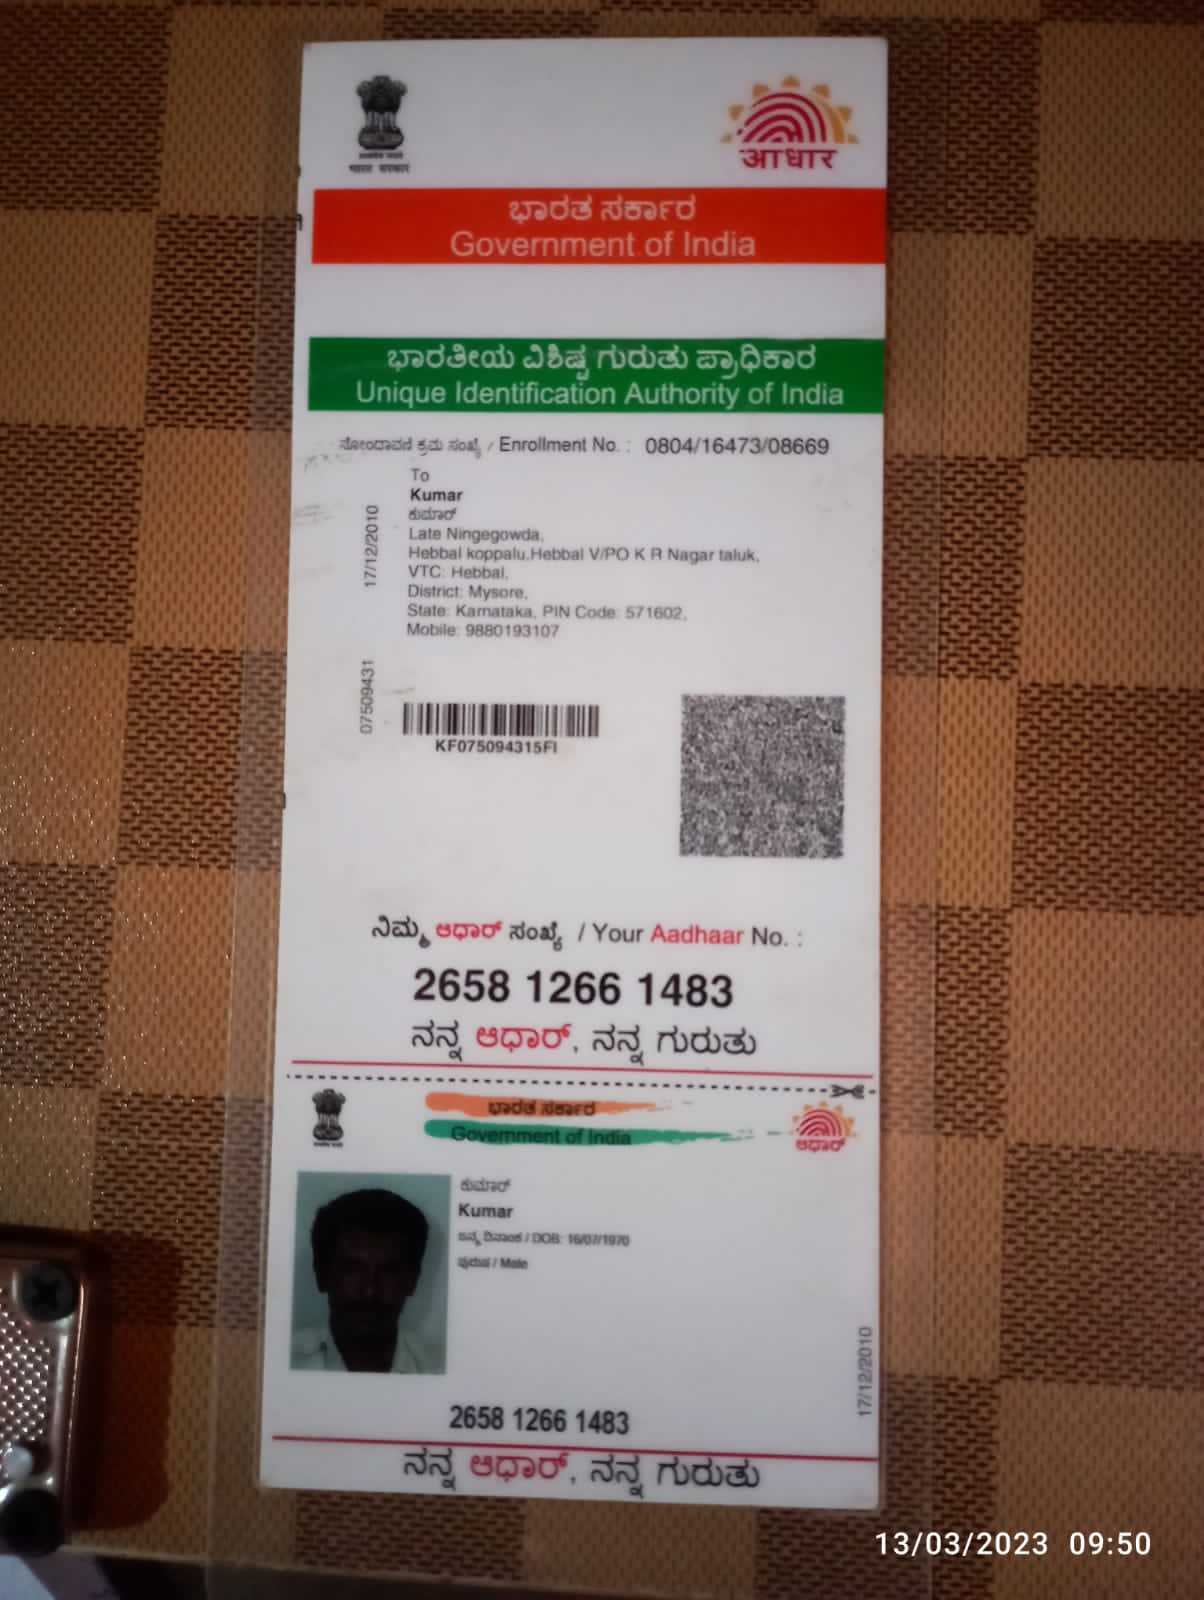 भारत सरकार
आधार
ಭಾರತ ಸರ್ಕಾರ
Government of India
ಭಾರತೀಯ ವಿಶಿಷ್ಟ ಗುರುತು ಪ್ರಾಧಿಕಾರ
Unique Identification Authority of India
ನೋಂದಾವಣಿ ಕ್ರಮ ಸಂಖ್ಯೆ / Enrollment No. : 0804/16473/08669
To
Kumar
ಕುಮಾರ್
Late Ningegowda,
Hebbal koppalu,Hebbal V/PO K R Nagar taluk,
VTC: Hebbal,
District: Mysore,
State: Karnataka, PIN Code: 571602,
Mobile: 9880193107
17/12/2010
07509431
KF075094315FI
ನಿಮ್ಮ ಆಧಾರ್ ಸಂಖ್ಯೆ / Your Aadhaar No. :
2658 1266 1483
ನನ್ನ ಆಧಾರ್, ನನ್ನ ಗುರುತು
ಭಾರತ ಸರ್ಕಾರ
Government of India
ಆಧಾರ್
ಕುಮಾರ್
Kumar
ಜನ್ಮ ದಿನಾಂಕ / DOB: 16/07/1970
ಪುರುಷ / Male
17/12/2010
2658 1266 1483
ನನ್ನ ಆಧಾರ್, ನನ್ನ ಗುರುತು
13/03/2023 09:50